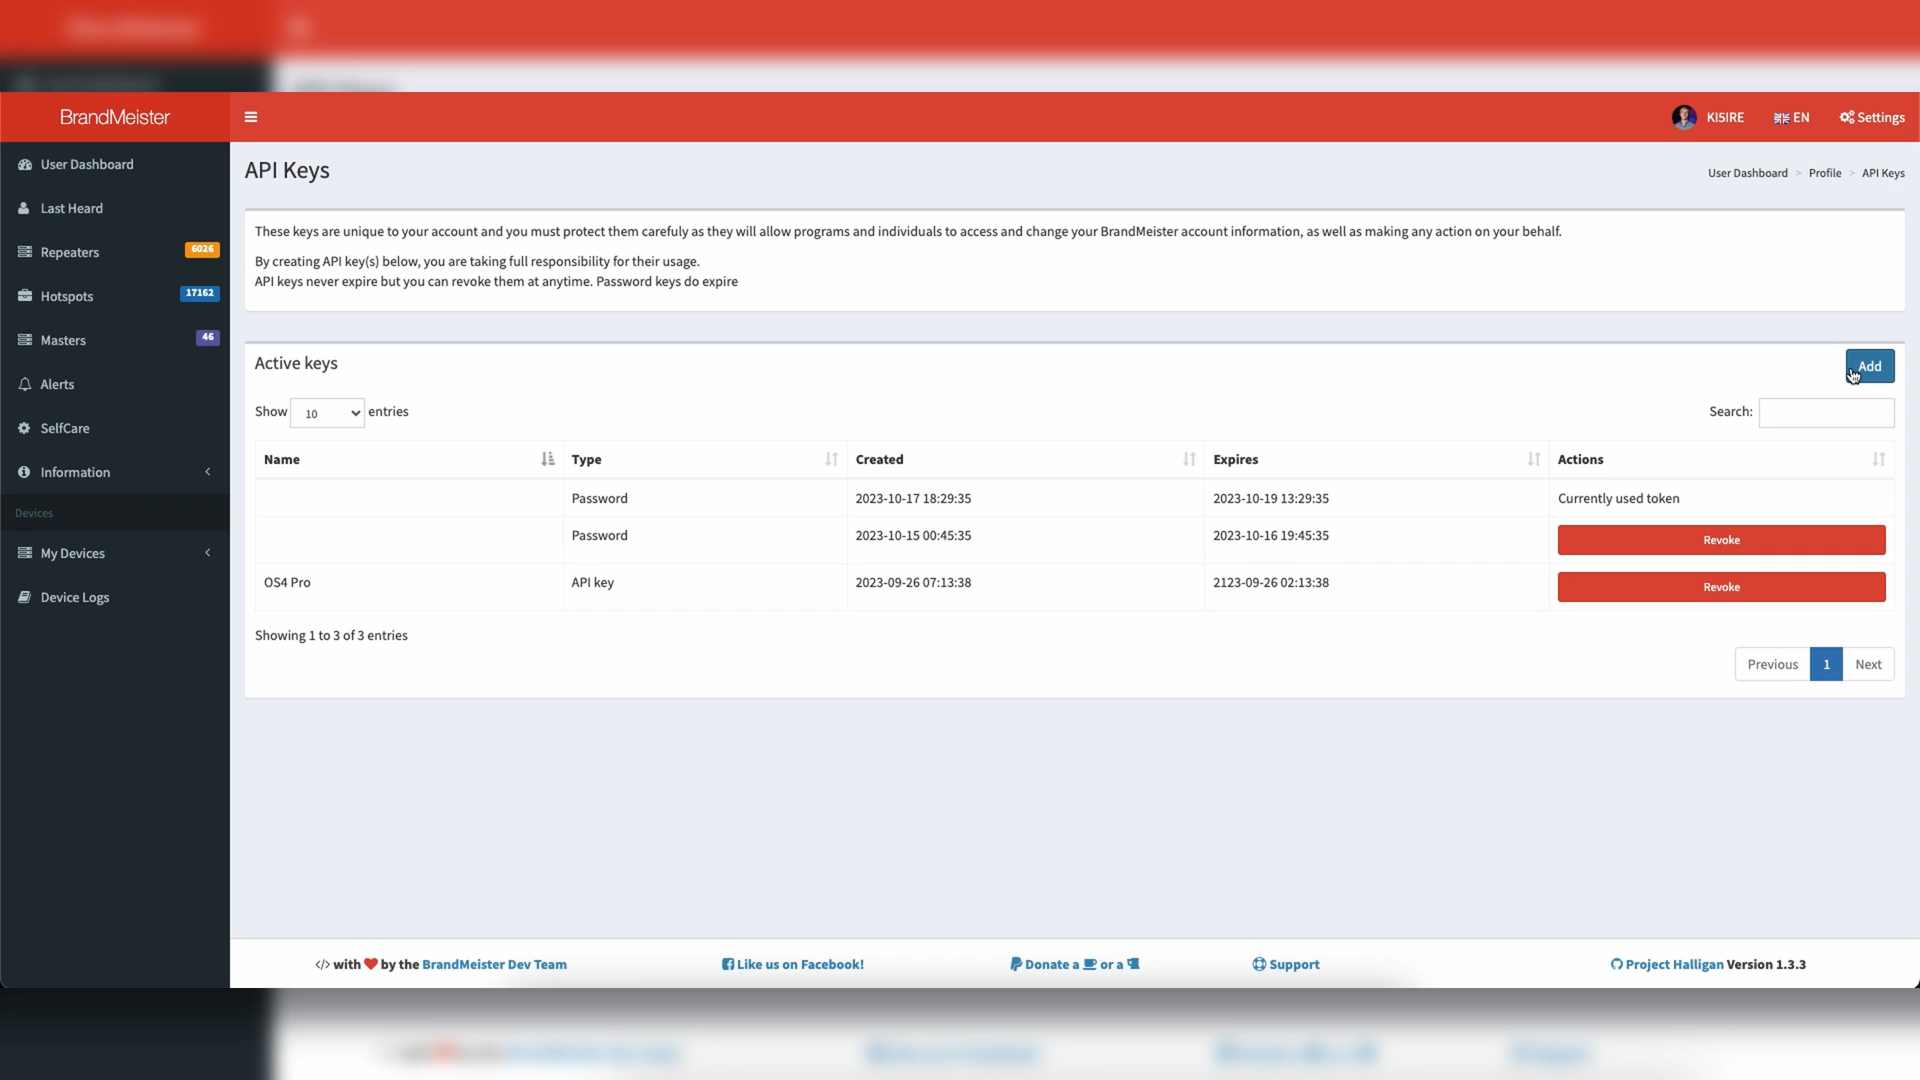 BrandMeister
KI5IRE EN Settings
User Dashboard
Last Heard
Repeaters 6026
Hotspots 17162
Masters 46
Alerts
SelfCare
Information
Devices
My Devices
Device Logs
API Keys
User Dashboard > Profile > API Keys
These keys are unique to your account and you must protect them carefuly as they will allow programs and individuals to access and change your BrandMeister account information, as well as making any action on your behalf.
By creating API key(s) below, you are taking full responsibility for their usage.
API keys never expire but you can revoke them at anytime. Password keys do expire
Active keys
Add
Show 10 entries
Search:
Name Type Created Expires Actions
Password 2023-10-17 18:29:35 2023-10-19 13:29:35 Currently used token
Password 2023-10-15 00:45:35 2023-10-16 19:45:35 Revoke
OS4 Pro API key 2023-09-26 07:13:38 2123-09-26 02:13:38 Revoke
Showing 1 to 3 of 3 entries
Previous 1 Next
</> with by the BrandMeister Dev Team Like us on Facebook! Donate a or a Support Project Halligan Version 1.3.3